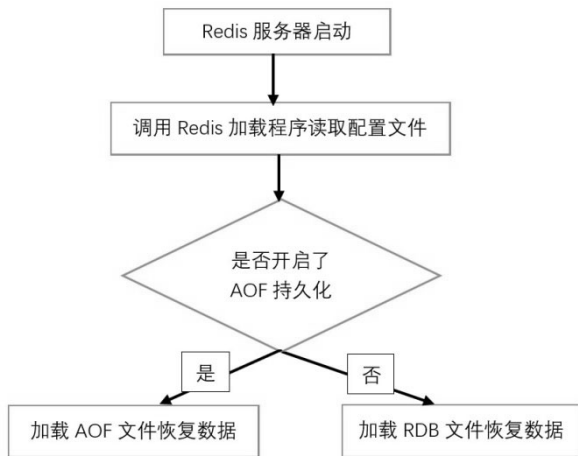 Redis 服务器启动
调用 Redis 加载程序读取配置文件
是否开启了
AOF 持久化
是
否
加载 AOF 文件恢复数据
加载 RDB 文件恢复数据